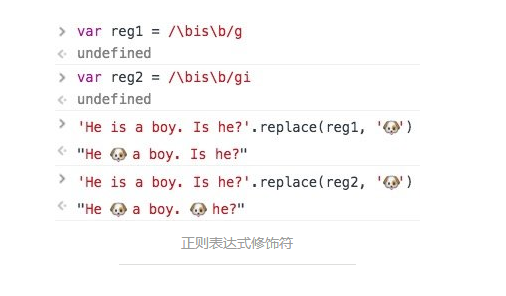 > var reg1 = /\bis\b/g
<· undefined
> var reg2 = /\bis\b/gi
<· undefined
> 'He is a boy. Is he?'.replace(reg1, '🐶')
<· "He 🐶 a boy. Is he?"
> 'He is a boy. Is he?'.replace(reg2, '🐶')
<· "He 🐶 a boy. 🐶 he?"
正则表达式修饰符